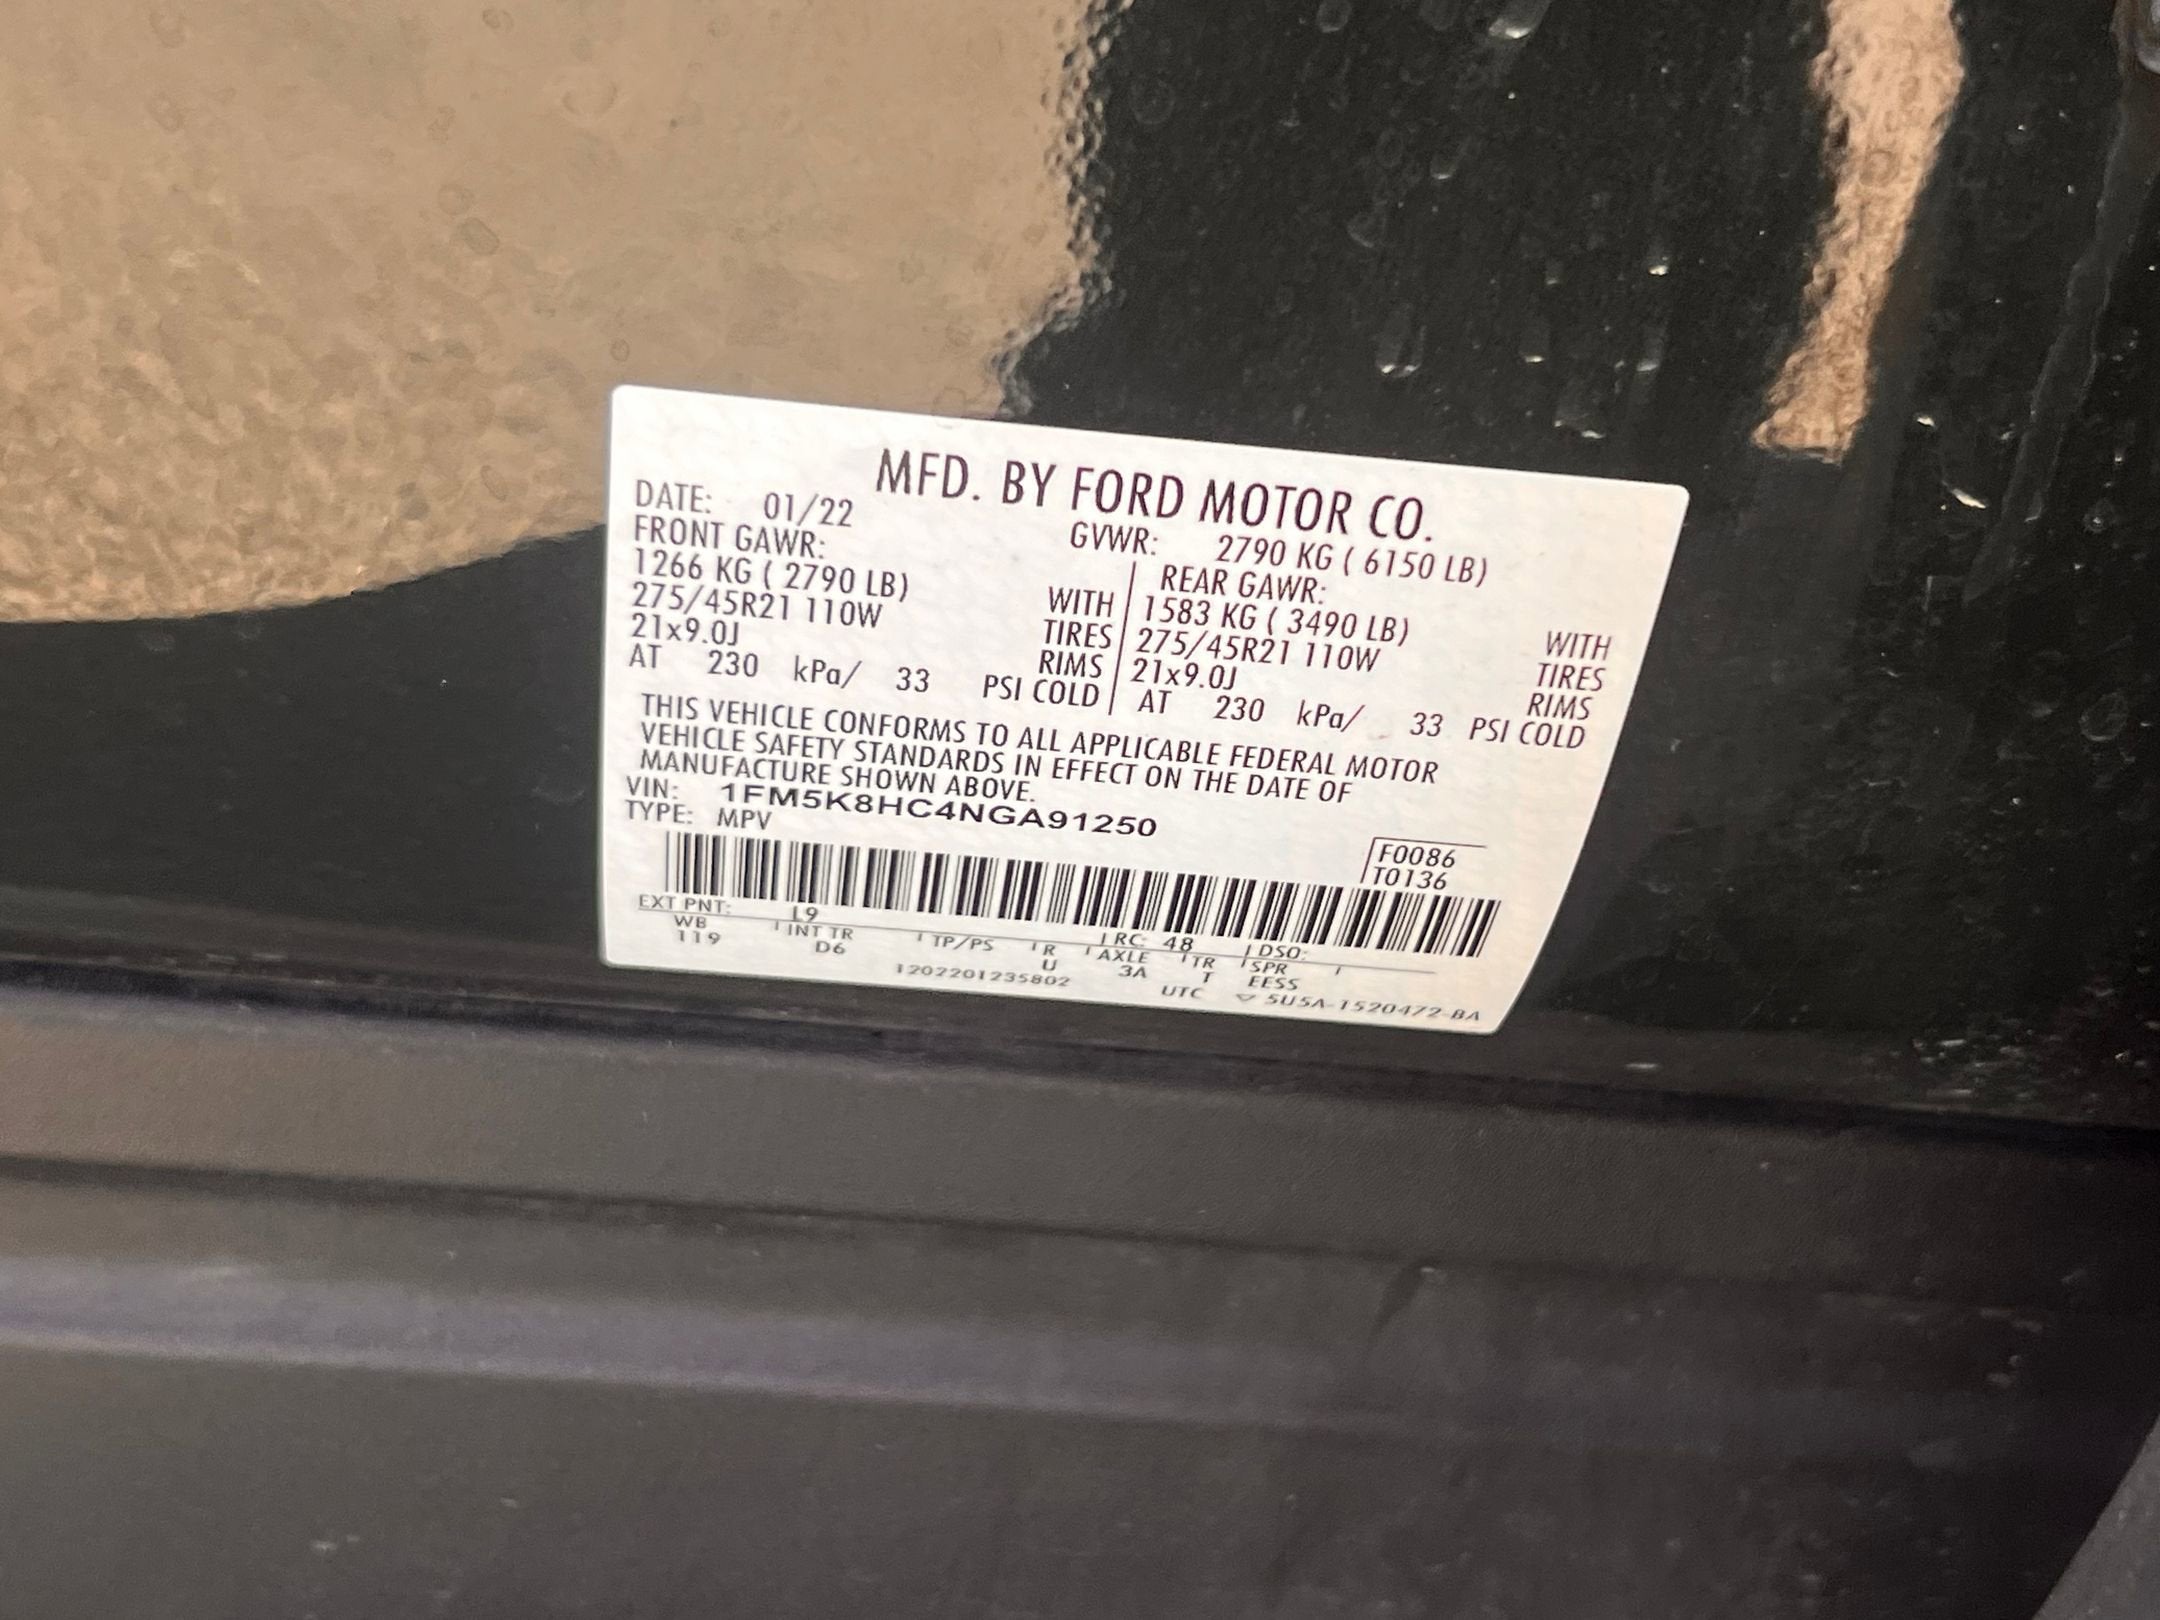 MFD. BY FORD MOTOR CO.
DATE: 01/22 GVWR: 2790 KG ( 6150 LB)
FRONT GAWR: REAR GAWR:
1266 KG ( 2790 LB) WITH 1583 KG ( 3490 LB) WITH
275/45R21 110W TIRES 275/45R21 110W TIRES
21x9.0J RIMS 21x9.0J RIMS
AT 230 kPa/ 33 PSI COLD AT 230 kPa/ 33 PSI COLD
THIS VEHICLE CONFORMS TO ALL APPLICABLE FEDERAL MOTOR
VEHICLE SAFETY STANDARDS IN EFFECT ON THE DATE OF
MANUFACTURE SHOWN ABOVE.
VIN: 1FM5K8HC4NGA91250
TYPE: MPV
F0086
T0136
EXT PNT: L9 RC: 48 DSO:
WB INT TR TP/PS R AXLE TR SPR
119 D6 U 3A T EESS
1202201235802 UTC ▽ 5U5A-1520472-BA